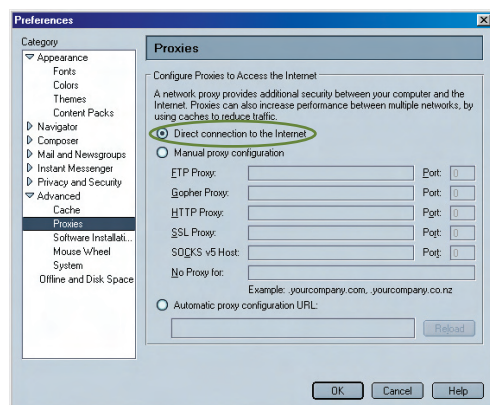 Preferences
Category
Appearance
Fonts
Colors
Themes
Content Packs
Navigator
Composer
Mail and Newsgroups
Instant Messenger
Privacy and Security
Advanced
Cache
Proxies
Software Installati...
Mouse Wheel
System
Offline and Disk Space
Proxies
Configure Proxies to Access the Internet
A network proxy provides additional security between your computer and the
Internet. Proxies can also increase performance between multiple networks, by
using caches to reduce traffic.
Direct connection to the Internet
Manual proxy configuration
FTP Proxy: Port: 0
Gopher Proxy: Port: 0
HTTP Proxy: Port: 0
SSL Proxy: Port: 0
SOCKS v5 Host: Port: 0
No Proxy for:
Example: .yourcompany.com, .yourcompany.co.nz
Automatic proxy configuration URL:
Reload
OK Cancel Help